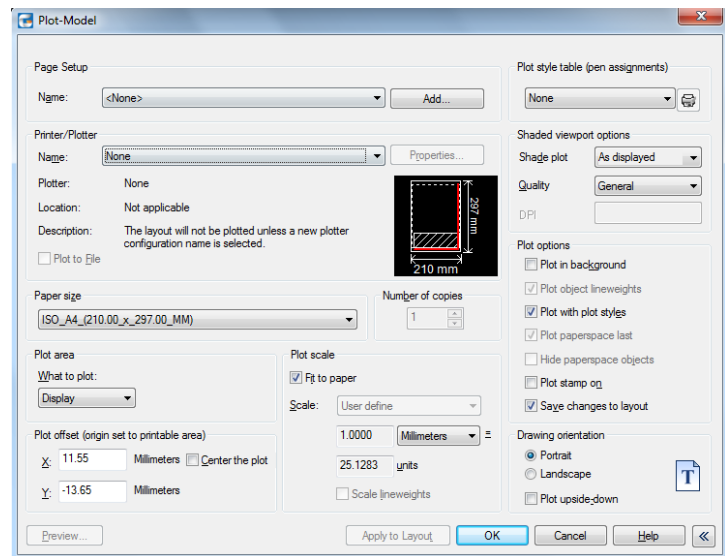 Plot-Model
x
Page Setup
Name: <None> Add...
Printer/Plotter
Name: None Properties...
Plotter: None
Location: Not applicable
Description: The layout will not be plotted unless a new plotter
configuration name is selected.
Plot to File
297 mm
210 mm
Paper size
ISO_A4_(210.00_x_297.00_MM)
Number of copies
1
Plot area
What to plot:
Display
Plot scale
Fit to paper
Scale: User define
1.0000 Millimeters =
25.1283 units
Scale lineweights
Plot offset (origin set to printable area)
X: 11.55 Millimeters Center the plot
Y: -13.65 Millimeters
Plot style table (pen assignments)
None
Shaded viewport options
Shade plot As displayed
Quality General
DPI
Plot options
Plot in background
Plot object lineweights
Plot with plot styles
Plot paperspace last
Hide paperspace objects
Plot stamp on
Save changes to layout
Drawing orientation
Portrait
Landscape
T
Plot upside-down
Preview... Apply to Layout OK Cancel Help «